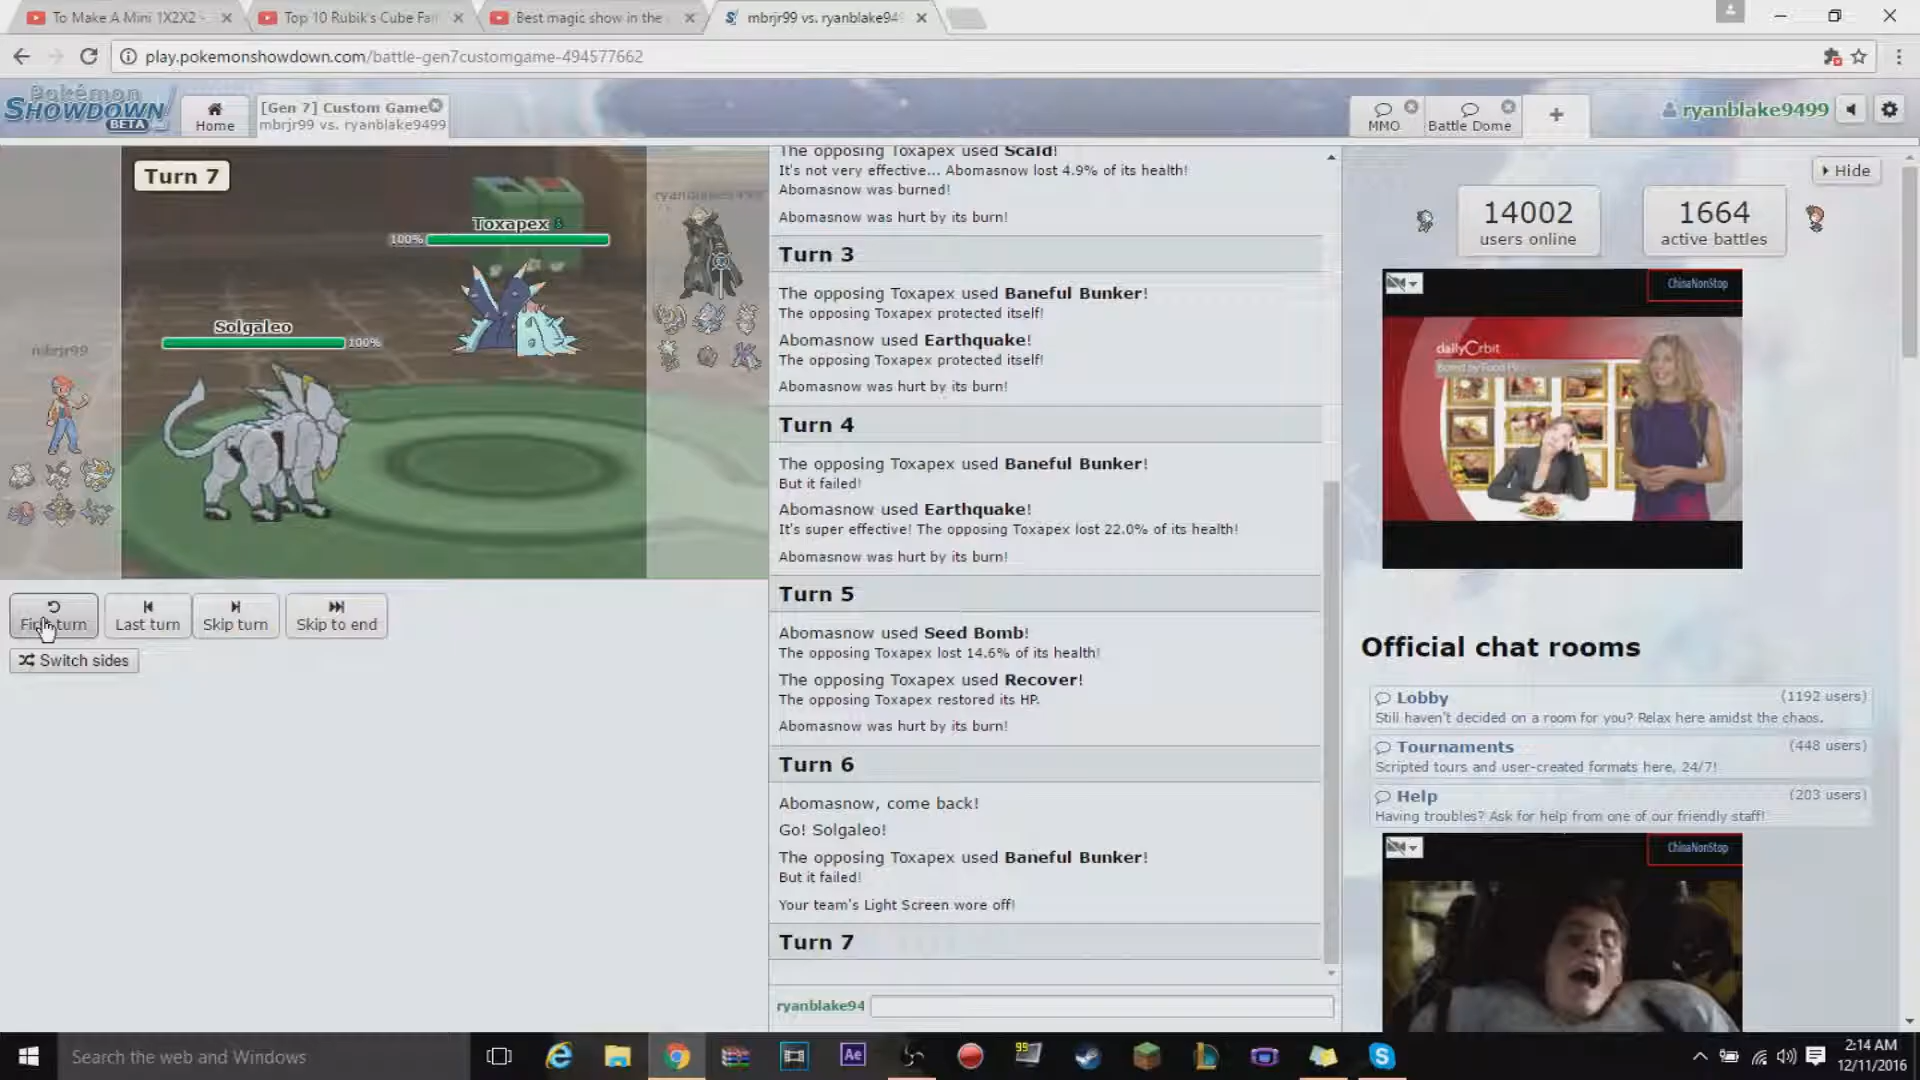 To Make A Mini 1X2X2 -
Top 10 Rubik's Cube Fai
Best magic show in the
mbrjr99 vs. ryanblake949
play.pokemonshowdown.com/battle-gen7customgame-494577662
Pokémon
SHOWDOWN
BETA
Home
[Gen 7] Custom Game
mbrjr99 vs. ryanblake9499
MMO
Battle Dome
+
ryanblake9499
Turn 7
Toxapex
100%
Solgaleo
100%
mbrjr99
ryanblake9499
First turn
Last turn
Skip turn
Skip to end
Switch sides
The opposing Toxapex used Scald!
It's not very effective... Abomasnow lost 4.9% of its health!
Abomasnow was burned!
Abomasnow was hurt by its burn!
Turn 3
The opposing Toxapex used Baneful Bunker!
The opposing Toxapex protected itself!
Abomasnow used Earthquake!
The opposing Toxapex protected itself!
Abomasnow was hurt by its burn!
Turn 4
The opposing Toxapex used Baneful Bunker!
But it failed!
Abomasnow used Earthquake!
It's super effective! The opposing Toxapex lost 22.0% of its health!
Abomasnow was hurt by its burn!
Turn 5
Abomasnow used Seed Bomb!
The opposing Toxapex lost 14.6% of its health!
The opposing Toxapex used Recover!
The opposing Toxapex restored its HP.
Abomasnow was hurt by its burn!
Turn 6
Abomasnow, come back!
Go! Solgaleo!
The opposing Toxapex used Baneful Bunker!
But it failed!
Your team's Light Screen wore off!
Turn 7
ryanblake94
Hide
14002
users online
1664
active battles
ChinaNonStop
dailyOrbit
Bored by Food
Official chat rooms
Lobby
(1192 users)
Still haven't decided on a room for you? Relax here amidst the chaos.
Tournaments
(448 users)
Scripted tours and user-created formats here, 24/7!
Help
(203 users)
Having troubles? Ask for help from one of our friendly staff!
ChinaNonStop
Search the web and Windows
Ae
99
2:14 AM
12/11/2016